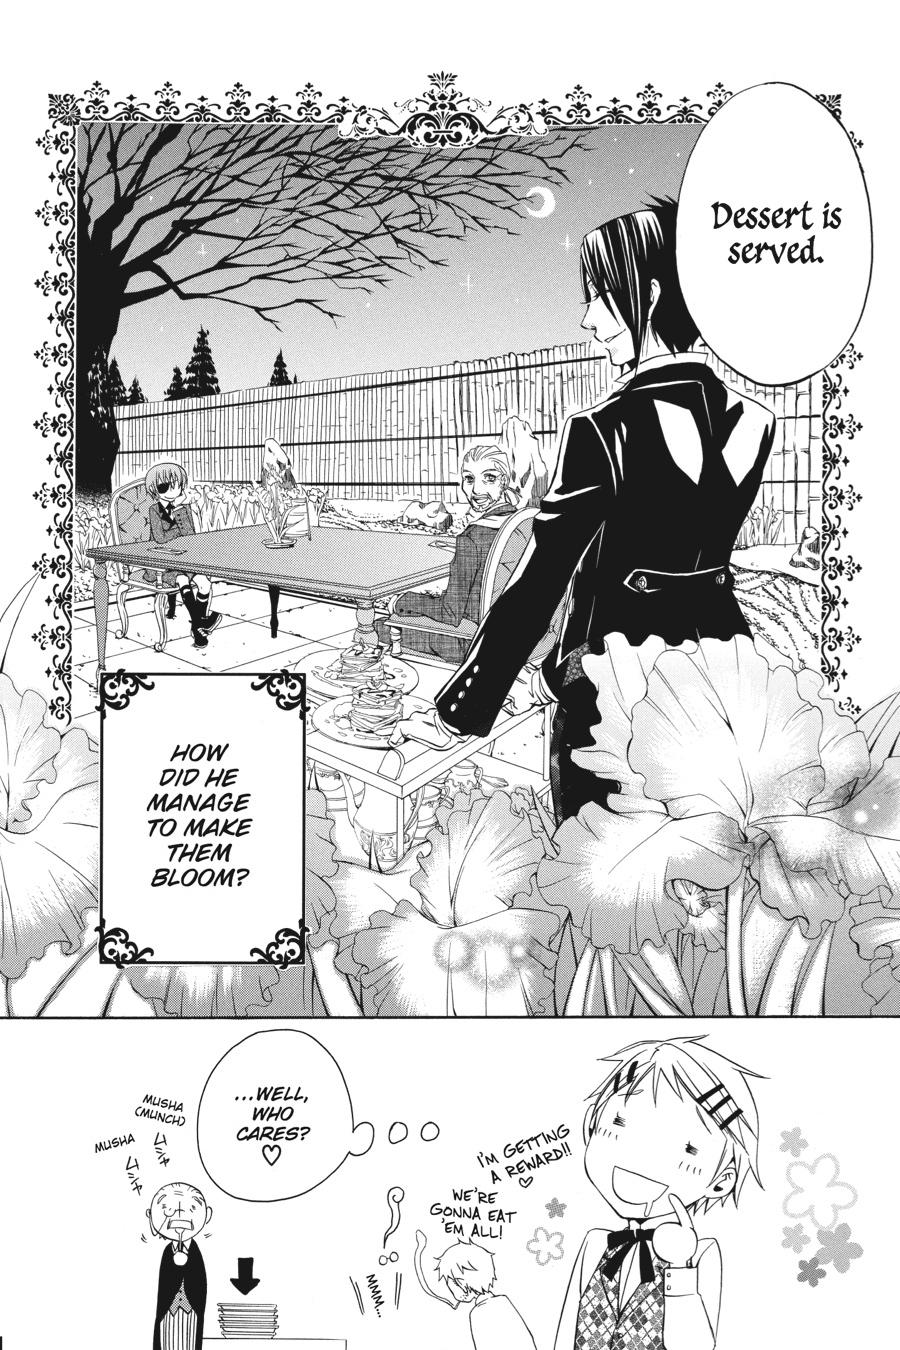 Dessert is
served.
HOW
DID HE
MANAGE
TO MAKE
THEM
BLOOM?
...WELL,
WHO
CARES?
♡
MUSHA
(MUNCH)
ムシャ
MUSHA
ムシャ
I'M GETTING
A REWARD!!
♡
WE'RE
GONNA EAT
'EM ALL!
MMM...